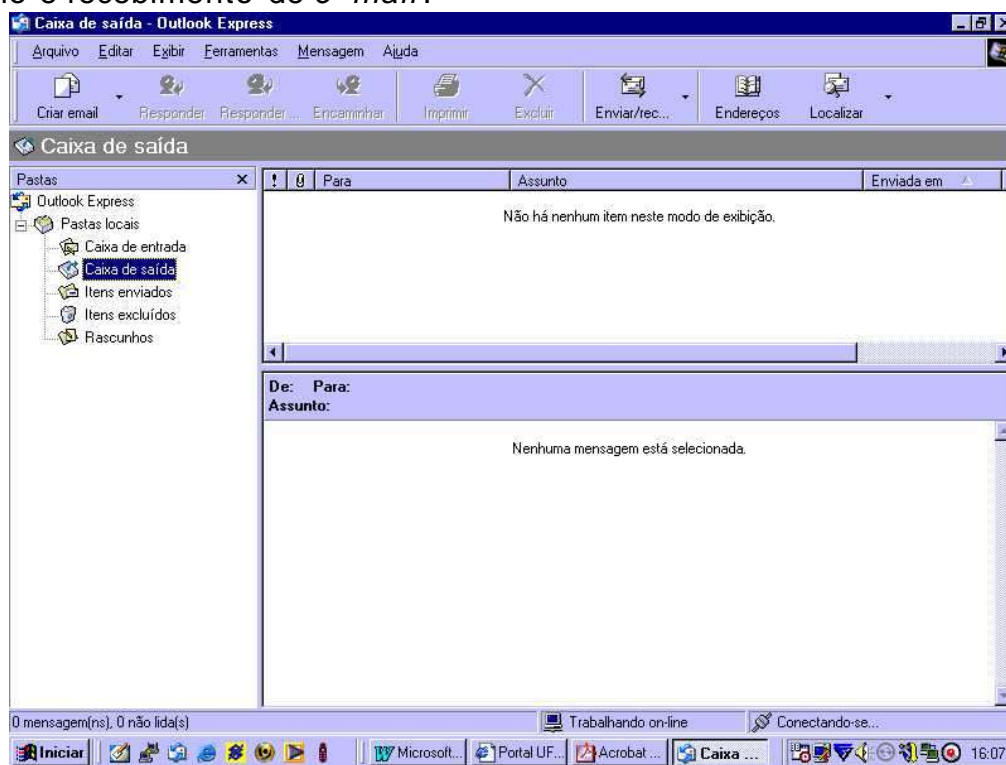 e recebimento de e-mail.
Caixa de saída - Outlook Express
Arquivo Editar Exibir Ferramentas Mensagem Ajuda
Criar email Responder Responder ... Encaminhar Imprimir Excluir Enviar/rec... Endereços Localizar
Caixa de saída
Pastas
! Para Assunto Enviada em
Outlook Express
Não há nenhum item neste modo de exibição.
Pastas locais
Caixa de entrada
Caixa de saída
Itens enviados
Itens excluídos
Rascunhos
De: Para:
Assunto:
Nenhuma mensagem está selecionada.
0 mensagem(ns), 0 não lida(s) Trabalhando on-line Conectando-se...
Iniciar Microsoft... Portal UF... Acrobat ... Caixa ... 16:07